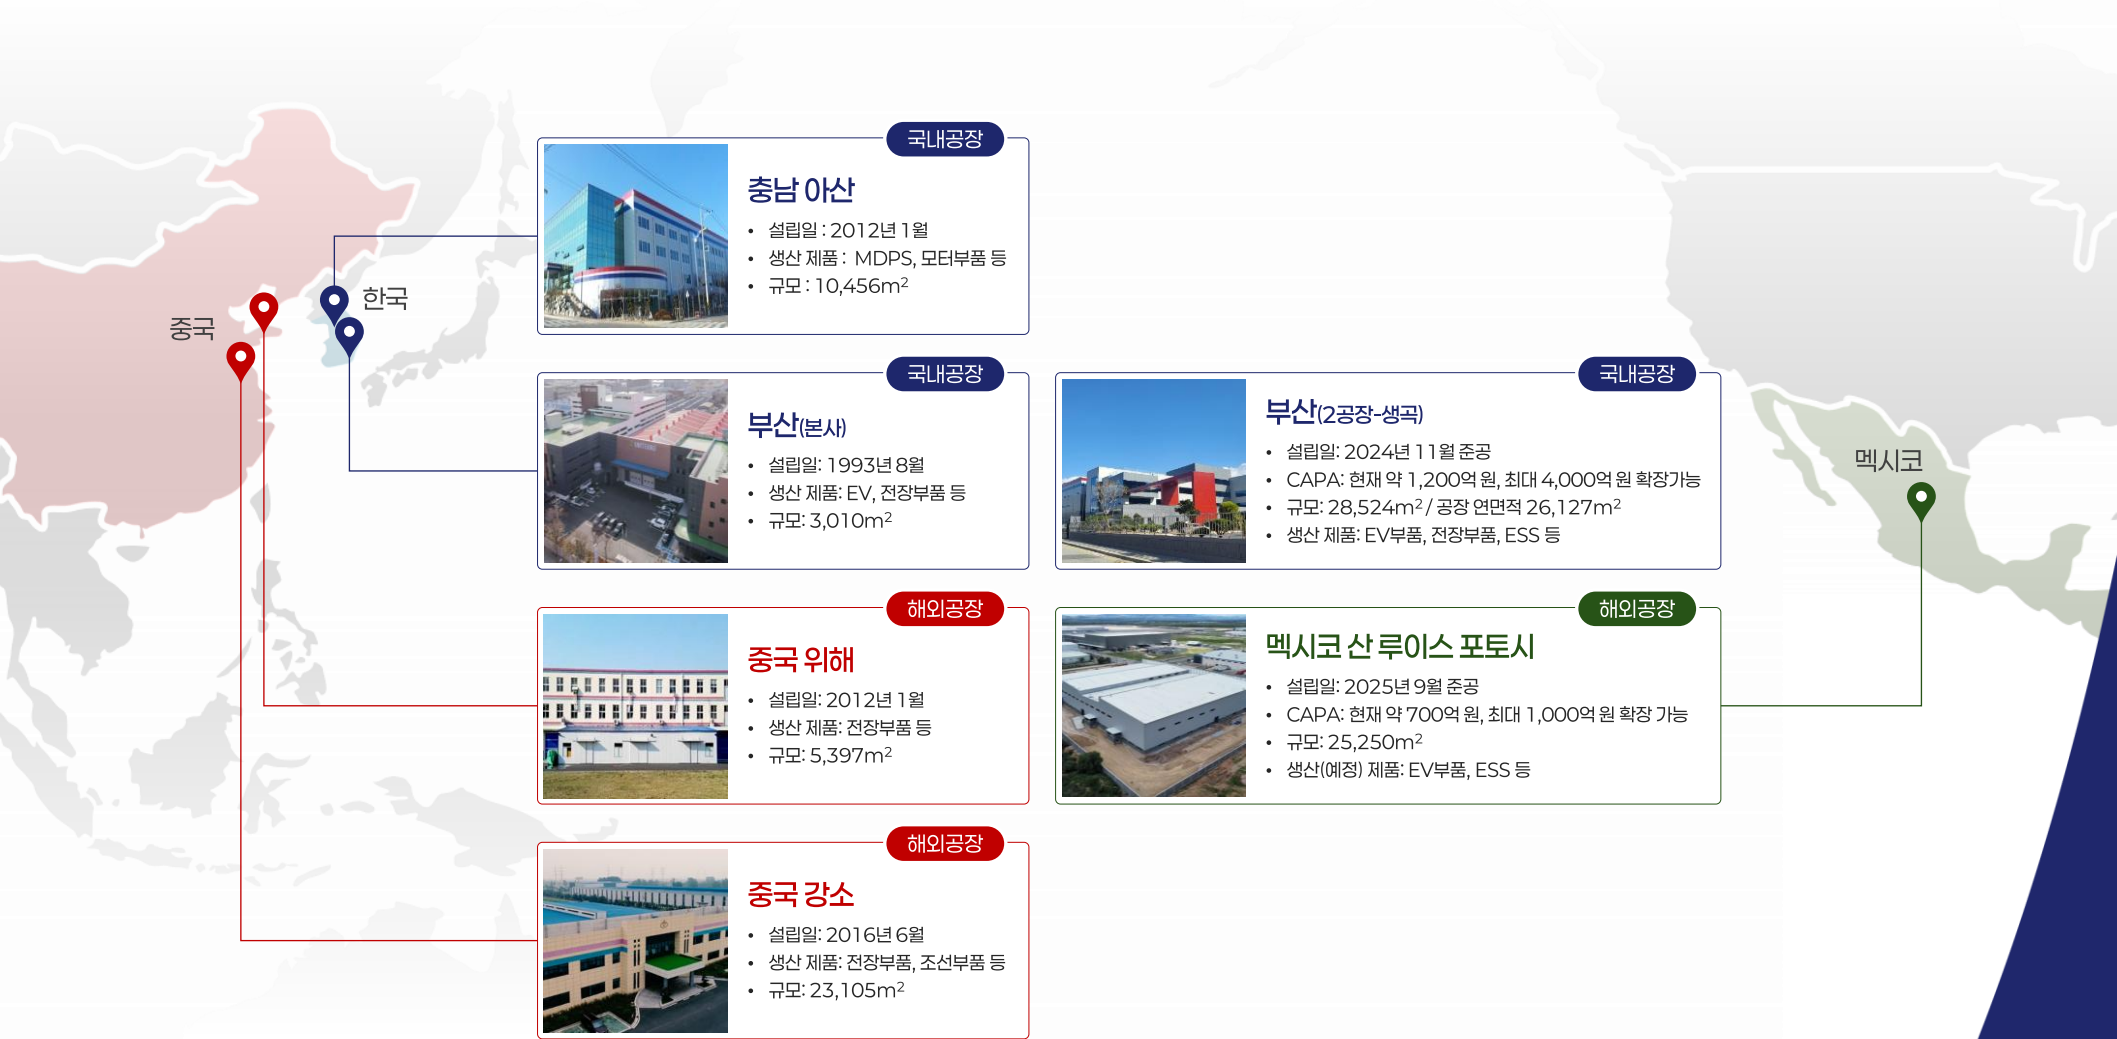 중국
한국
국내공장
충남 아산
• 설립일 : 2012년 1월
• 생산 제품 : MDPS, 모터부품 등
• 규모 : 10,456m²
국내공장
부산(본사)
• 설립일: 1993년 8월
• 생산 제품: EV, 전장부품 등
• 규모: 3,010m²
국내공장
부산(2공장-생곡)
• 설립일: 2024년 11월 준공
• CAPA: 현재 약 1,200억 원, 최대 4,000억 원 확장가능
• 규모: 28,524m² / 공장 연면적 26,127m²
• 생산 제품: EV부품, 전장부품, ESS 등
해외공장
중국 위해
• 설립일: 2012년 1월
• 생산 제품: 전장부품 등
• 규모: 5,397m²
해외공장
멕시코 산 루이스 포토시
• 설립일: 2025년 9월 준공
• CAPA: 현재 약 700억 원, 최대 1,000억 원 확장 가능
• 규모: 25,250m²
• 생산(예정) 제품: EV부품, ESS 등
멕시코
해외공장
중국 강소
• 설립일: 2016년 6월
• 생산 제품: 전장부품, 조선부품 등
• 규모: 23,105m²